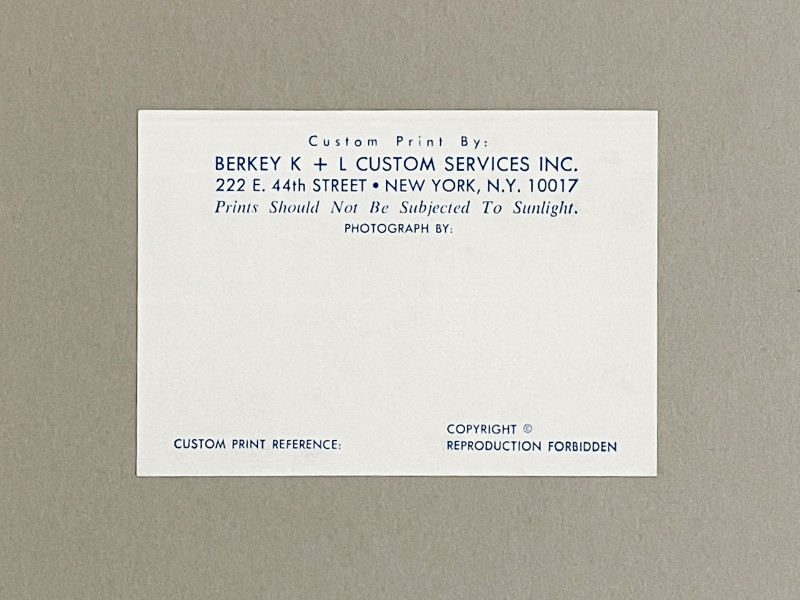 Custom Print By:
BERKEY K + L CUSTOM SERVICES INC.
222 E. 44th STREET • NEW YORK, N.Y. 10017
Prints Should Not Be Subjected To Sunlight.
PHOTOGRAPH BY:
CUSTOM PRINT REFERENCE:
COPYRIGHT ©
REPRODUCTION FORBIDDEN